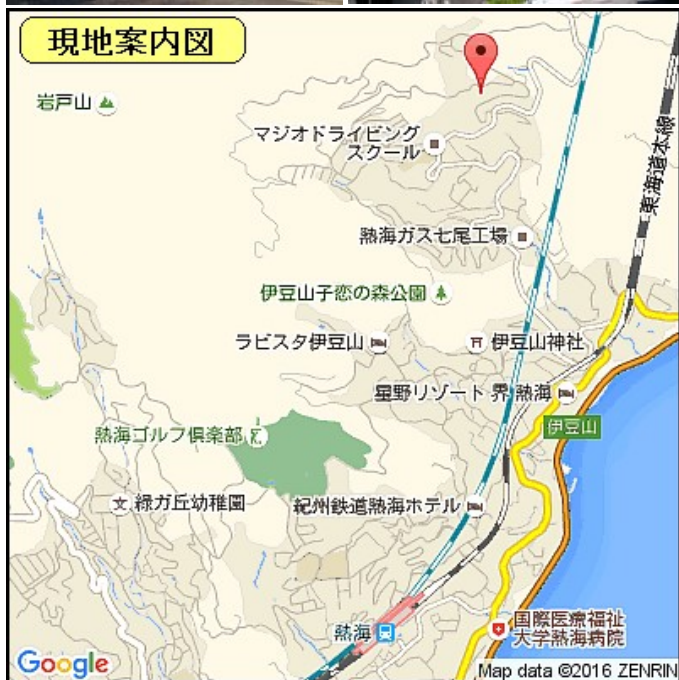 現地案内図
岩戸山
マジオドライビング
スクール
東海道本線
熱海ガス七尾工場
伊豆山子恋の森公園
ラビスタ伊豆山
伊豆山神社
星野リゾート 界 熱海
伊豆山
熱海ゴルフ倶楽部
緑ガ丘幼稚園
紀州鉄道熱海ホテル
熱海
国際医療福祉
大学熱海病院
Google
Map data ©2016 ZENRIN